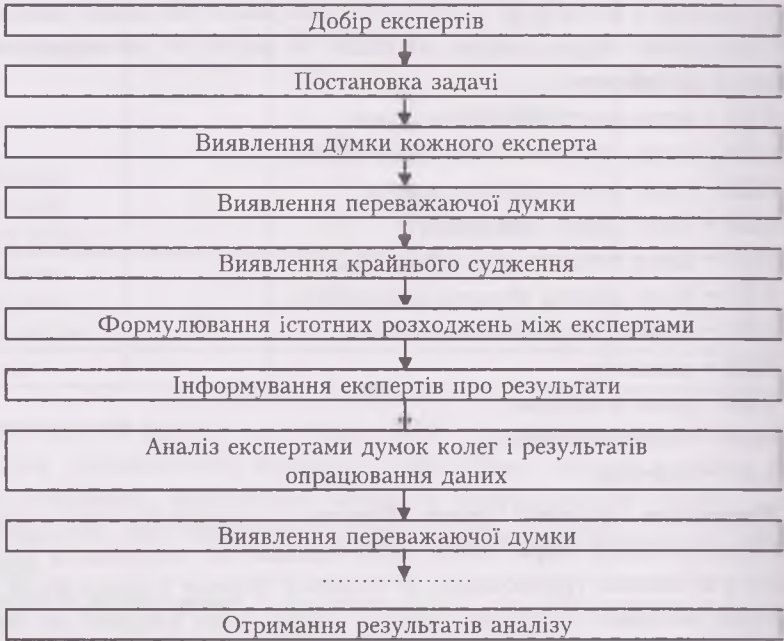 Добір експертів
Постановка задачі
Виявлення думки кожного експерта
Виявлення переважаючої думки
Виявлення крайнього судження
Формулювання істотних розходжень між експертами
Інформування експертів про результати
Аналіз експертами думок колег і результатів
опрацювання даних
Виявлення переважаючої думки
....................
Отримання результатів аналізу